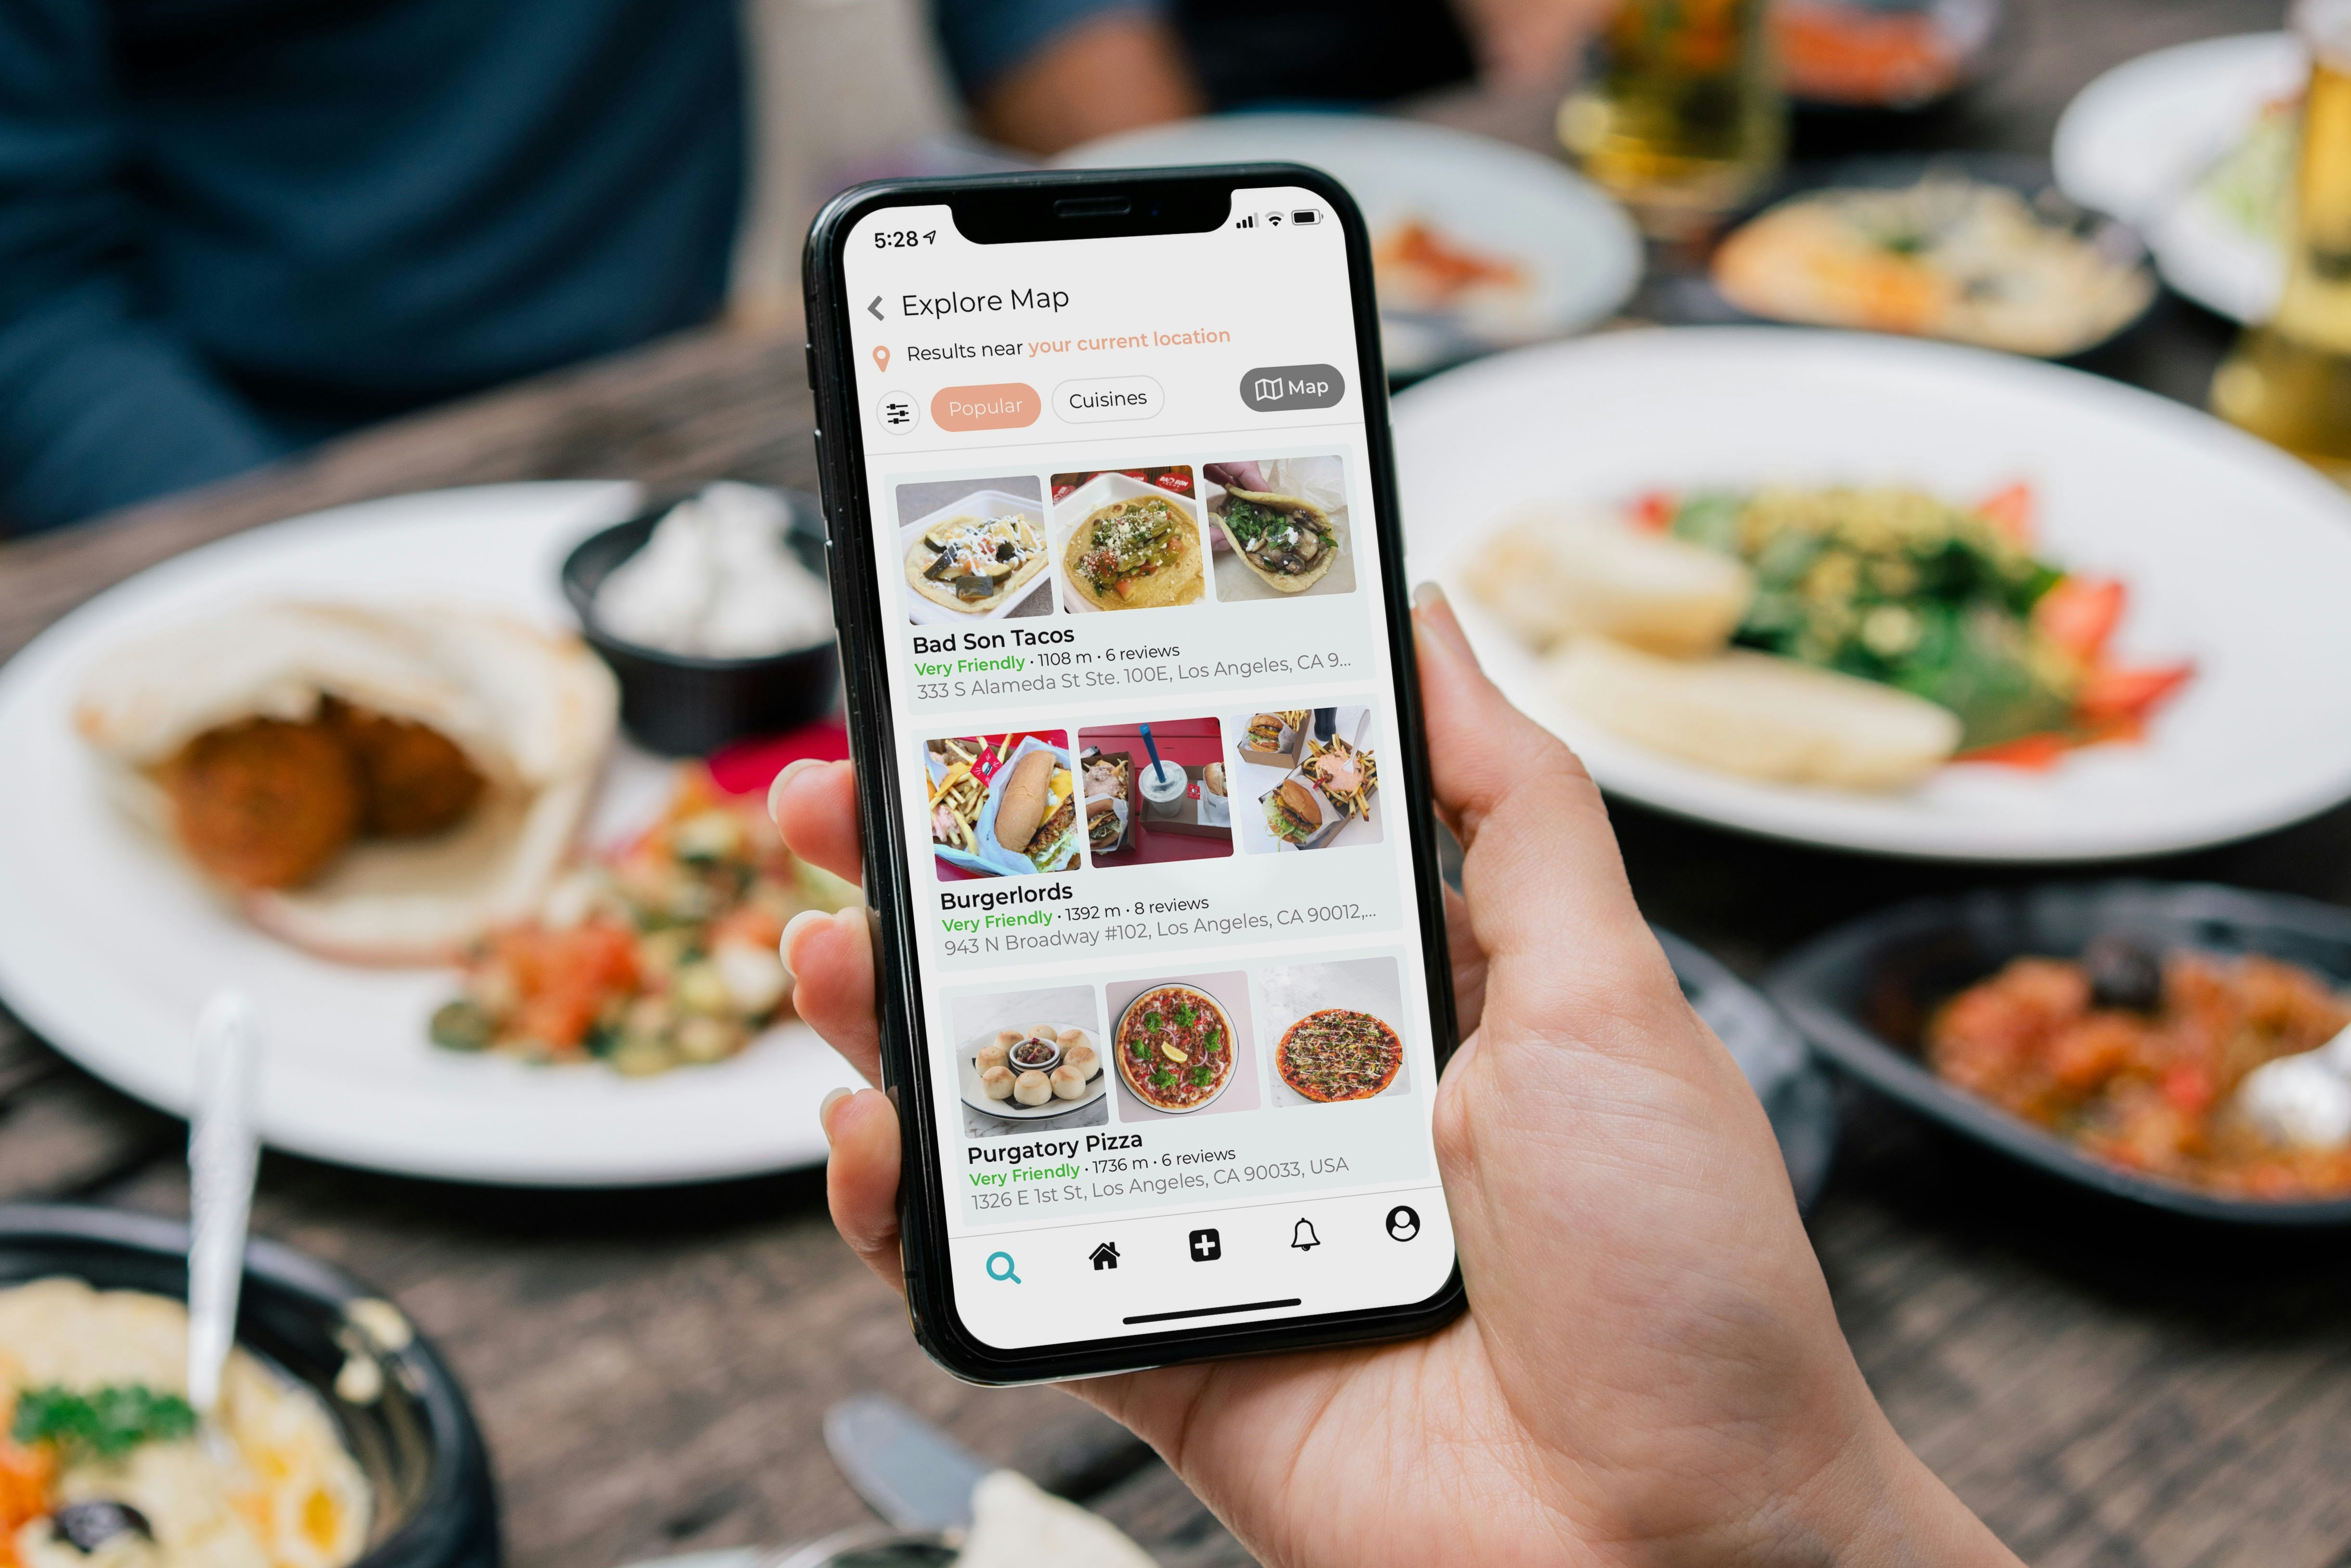 5:28
Explore Map
Results near your current location
Popular
Cuisines
Map
Bad Son Tacos
Very Friendly • 1108 m • 6 reviews
333 S Alameda St Ste. 100E, Los Angeles, CA 9...
Burgerlords
Very Friendly • 1392 m • 8 reviews
943 N Broadway #102, Los Angeles, CA 90012,...
Purgatory Pizza
Very Friendly • 1736 m • 6 reviews
1326 E 1st St, Los Angeles, CA 90033, USA